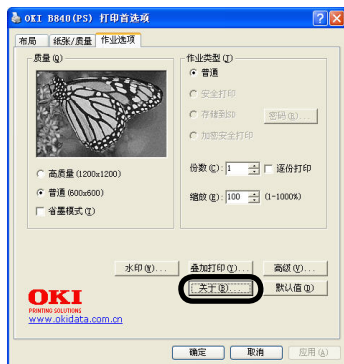 OKI B840(PS) 打印首选项
布局 纸张/质量 作业选项
质量(Q)
高质量(1200x1200)
普通(600x600)
省墨模式(T)
作业类型(J)
普通
安全打印
存储到SD
密码(R)...
加密安全打印
份数(C): 1 逐份打印
缩放(E): 100 (1-1000%)
水印(W)... 叠加打印(V)... 高级(V)...
关于(B)... 默认值(D)
OKI
PRINTING SOLUTIONS
www.okidata.com.cn
确定 取消 应用(A)